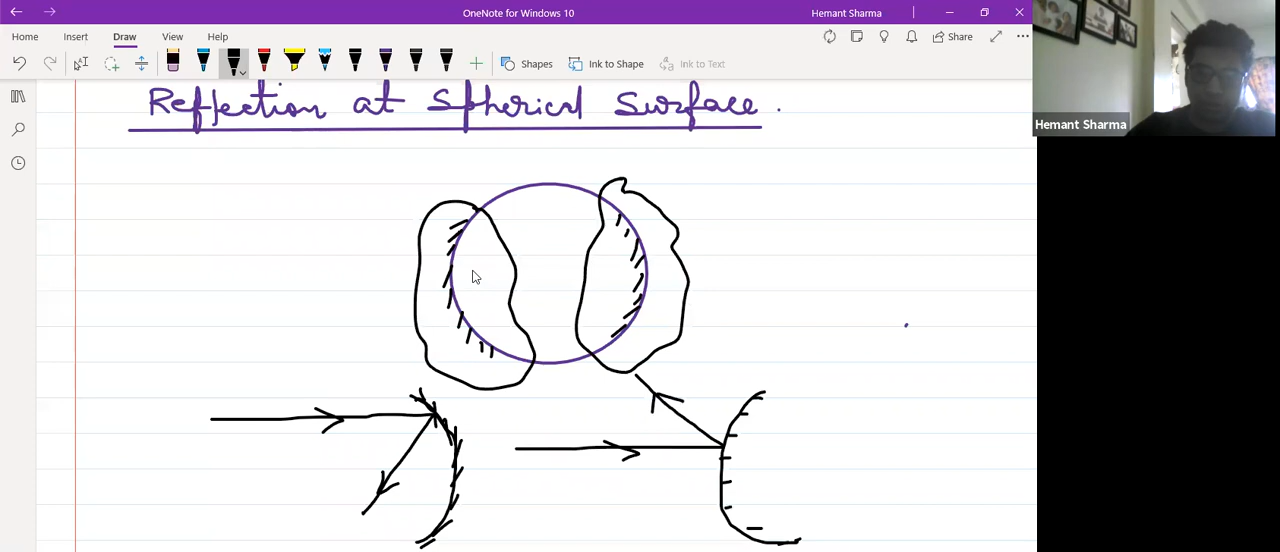 OneNote for Windows 10
Hemant Sharma
Home Insert Draw View Help
Share
Shapes
Ink to Shape
Ink to Text
Reflection at Spherical Surface.
Hemant Sharma